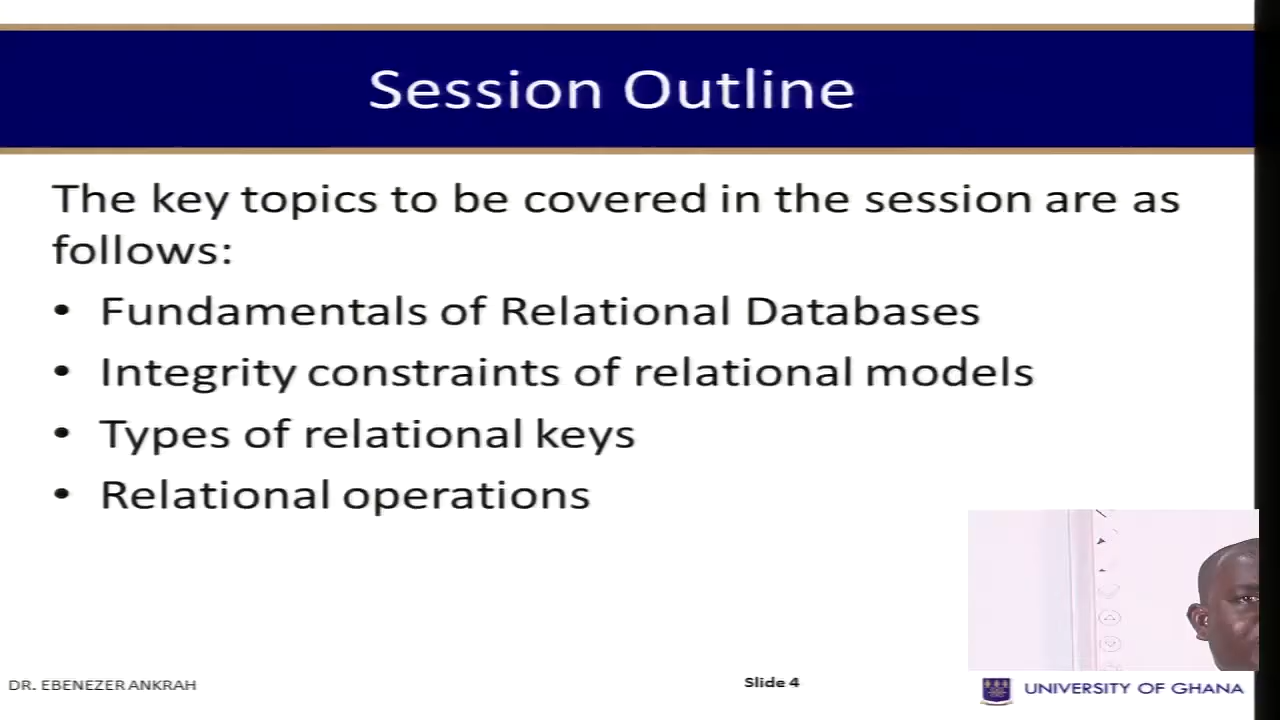 Session Outline
The key topics to be covered in the session are as
follows:
• Fundamentals of Relational Databases
• Integrity constraints of relational models
• Types of relational keys
• Relational operations
DR. EBENEZER ANKRAH
Slide 4
UNIVERSITY OF GHANA